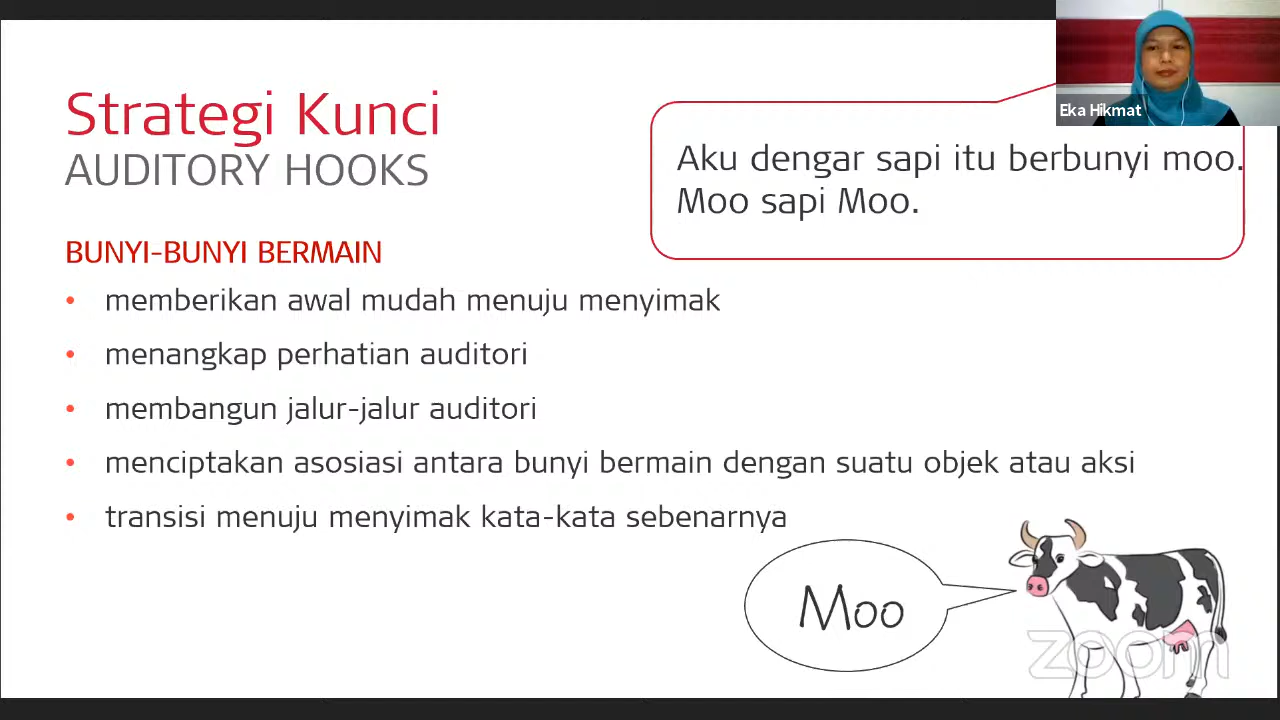 Strategi Kunci
AUDITORY HOOKS
Eka Hikmat
Aku dengar sapi itu berbunyi moo.
Moo sapi Moo.
BUNYI-BUNYI BERMAIN
• memberikan awal mudah menuju menyimak
• menangkap perhatian auditori
• membangun jalur-jalur auditori
• menciptakan asosiasi antara bunyi bermain dengan suatu objek atau aksi
• transisi menuju menyimak kata-kata sebenarnya
Moo
zoom